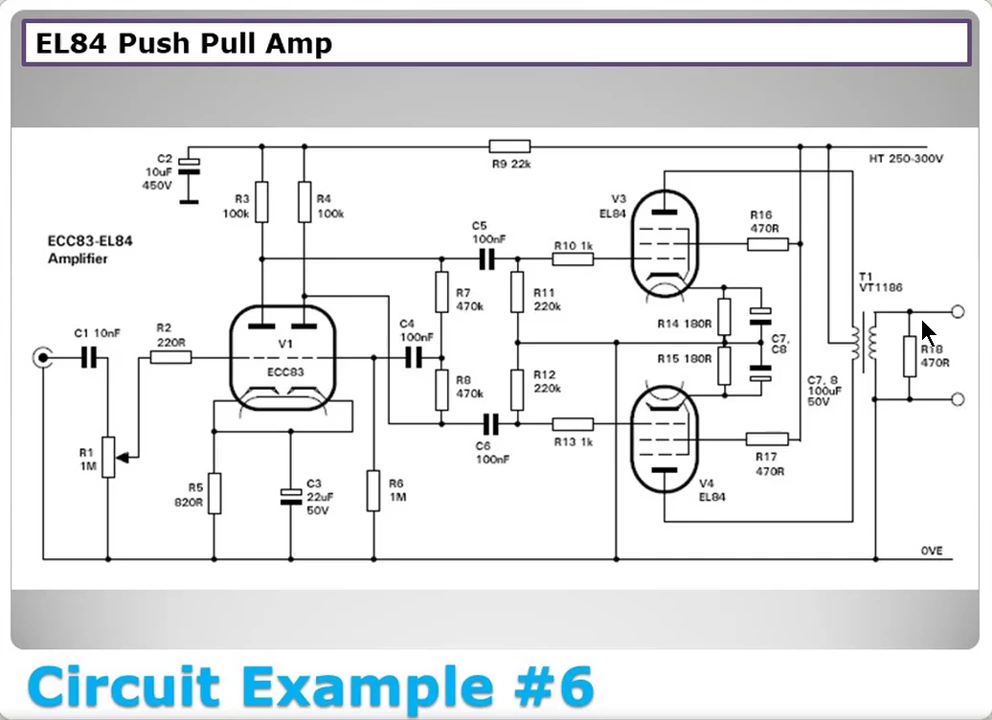 EL84 Push Pull Amp
C2
10uF
450V
R9 22k
HT 250-300V
R3
100k
R4
100k
V3
EL84
R16
470R
ECC83-EL84
Amplifier
C5
100nF
R10 1k
T1
VT1186
R7
470k
R11
220k
C1 10nF
R2
220R
V1
ECC83
C4
100nF
R14 180R
R15 180R
C7,
C8
R18
470R
C7, 8
100uF
50V
R8
470k
R12
220k
R13 1k
C6
100nF
R1
1M
R17
470R
R5
820R
C3
22uF
50V
R6
1M
V4
EL84
OVE
Circuit Example #6